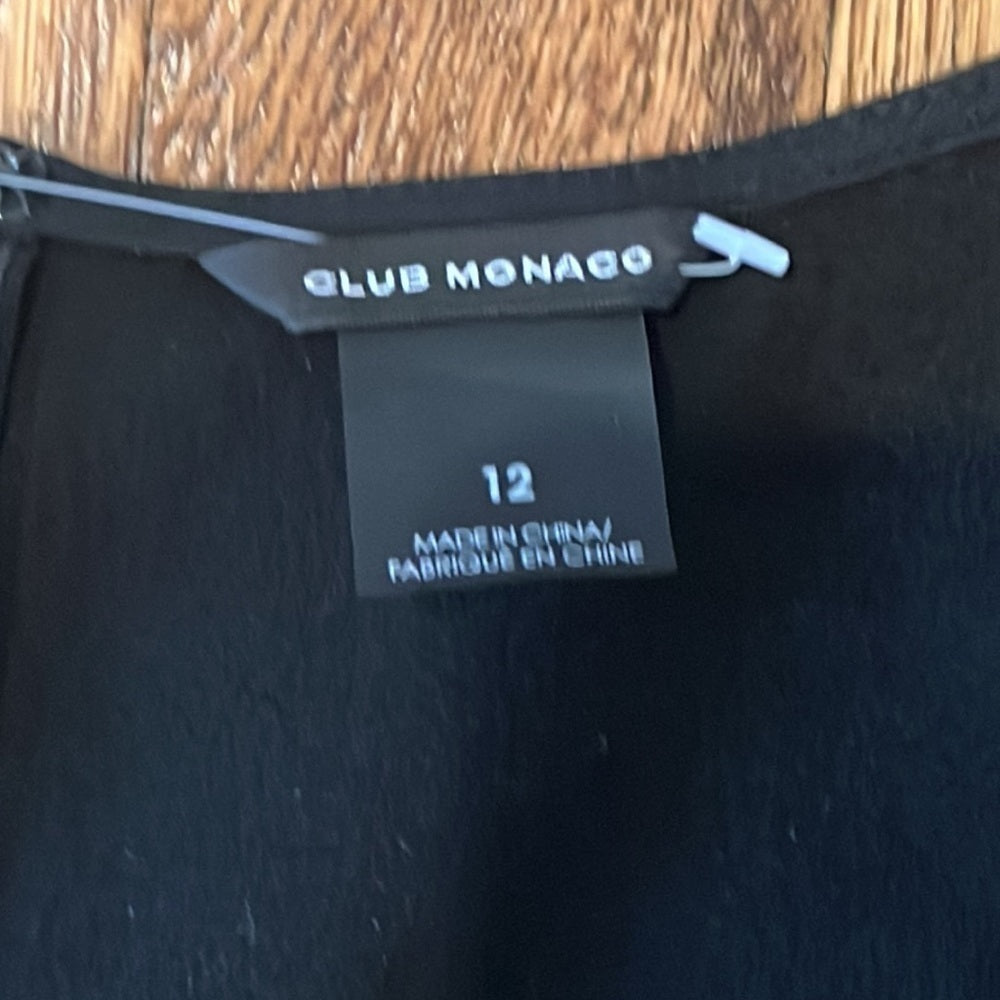 CLUB MONACO
12
MADE IN CHINA/
FABRIQUE EN CHINE